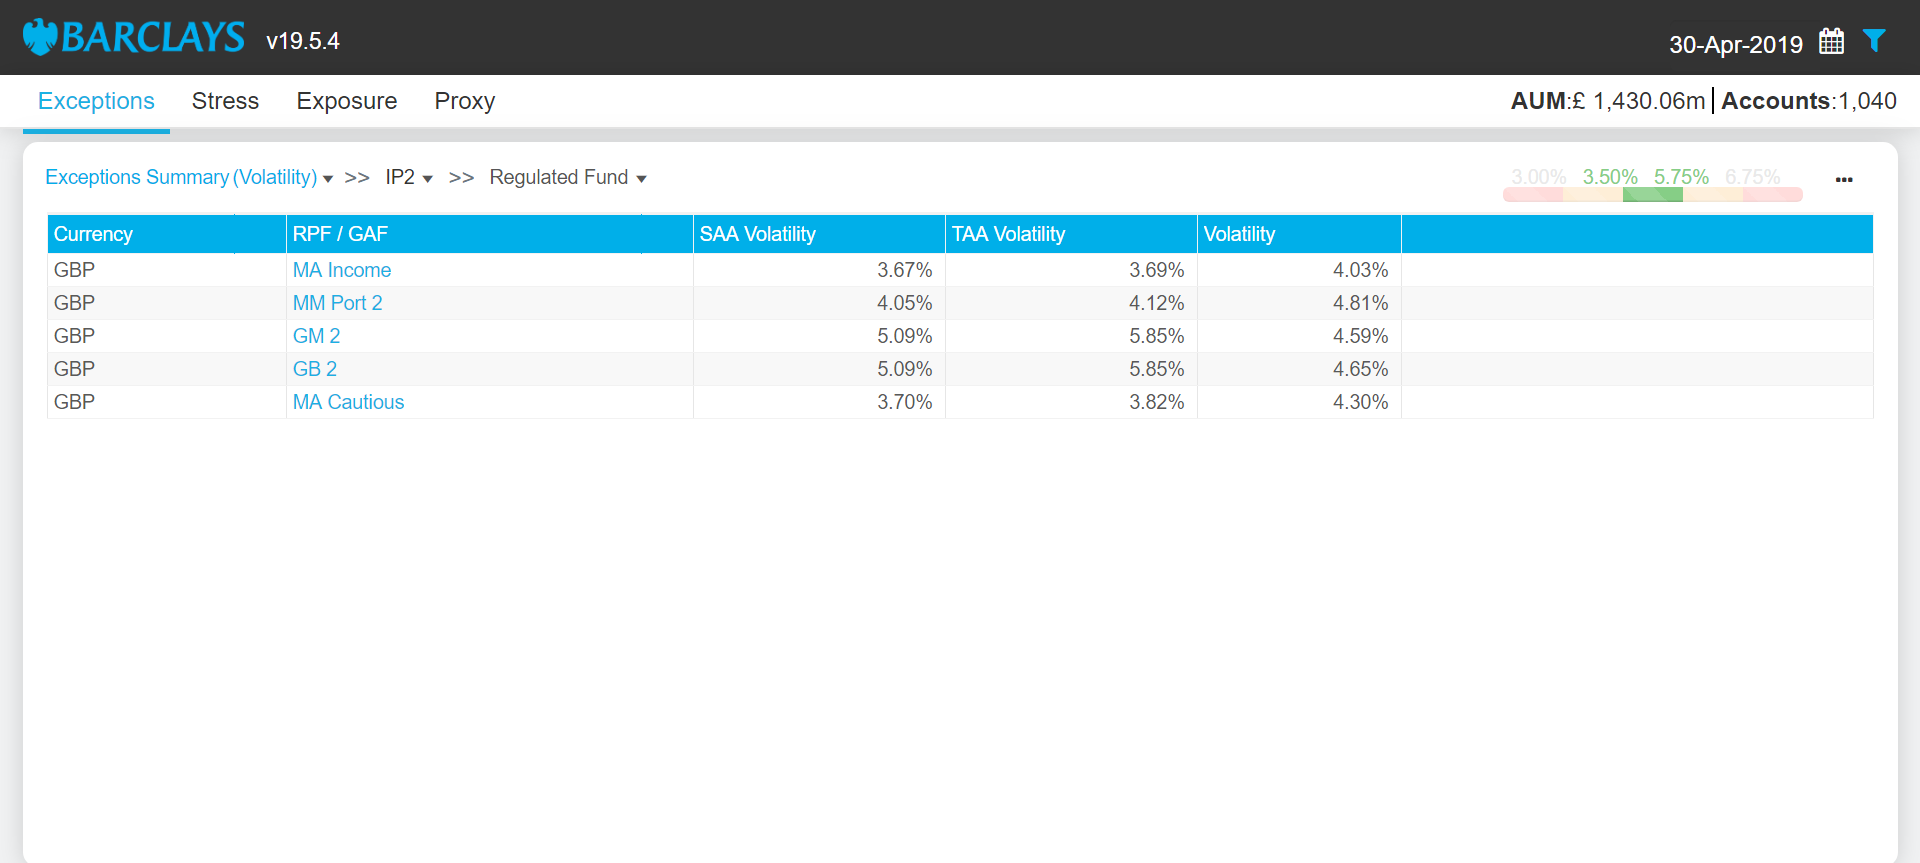 BARCLAYS v19.5.4 30-Apr-2019
Exceptions Stress Exposure Proxy AUM:£ 1,430.06m Accounts:1,040
Exceptions Summary (Volatility) >> IP2 >> Regulated Fund 3.00% 3.50% 5.75% 6.75% ...
Currency RPF / GAF SAA Volatility TAA Volatility Volatility
GBP MA Income 3.67% 3.69% 4.03%
GBP MM Port 2 4.05% 4.12% 4.81%
GBP GM 2 5.09% 5.85% 4.59%
GBP GB 2 5.09% 5.85% 4.65%
GBP MA Cautious 3.70% 3.82% 4.30%